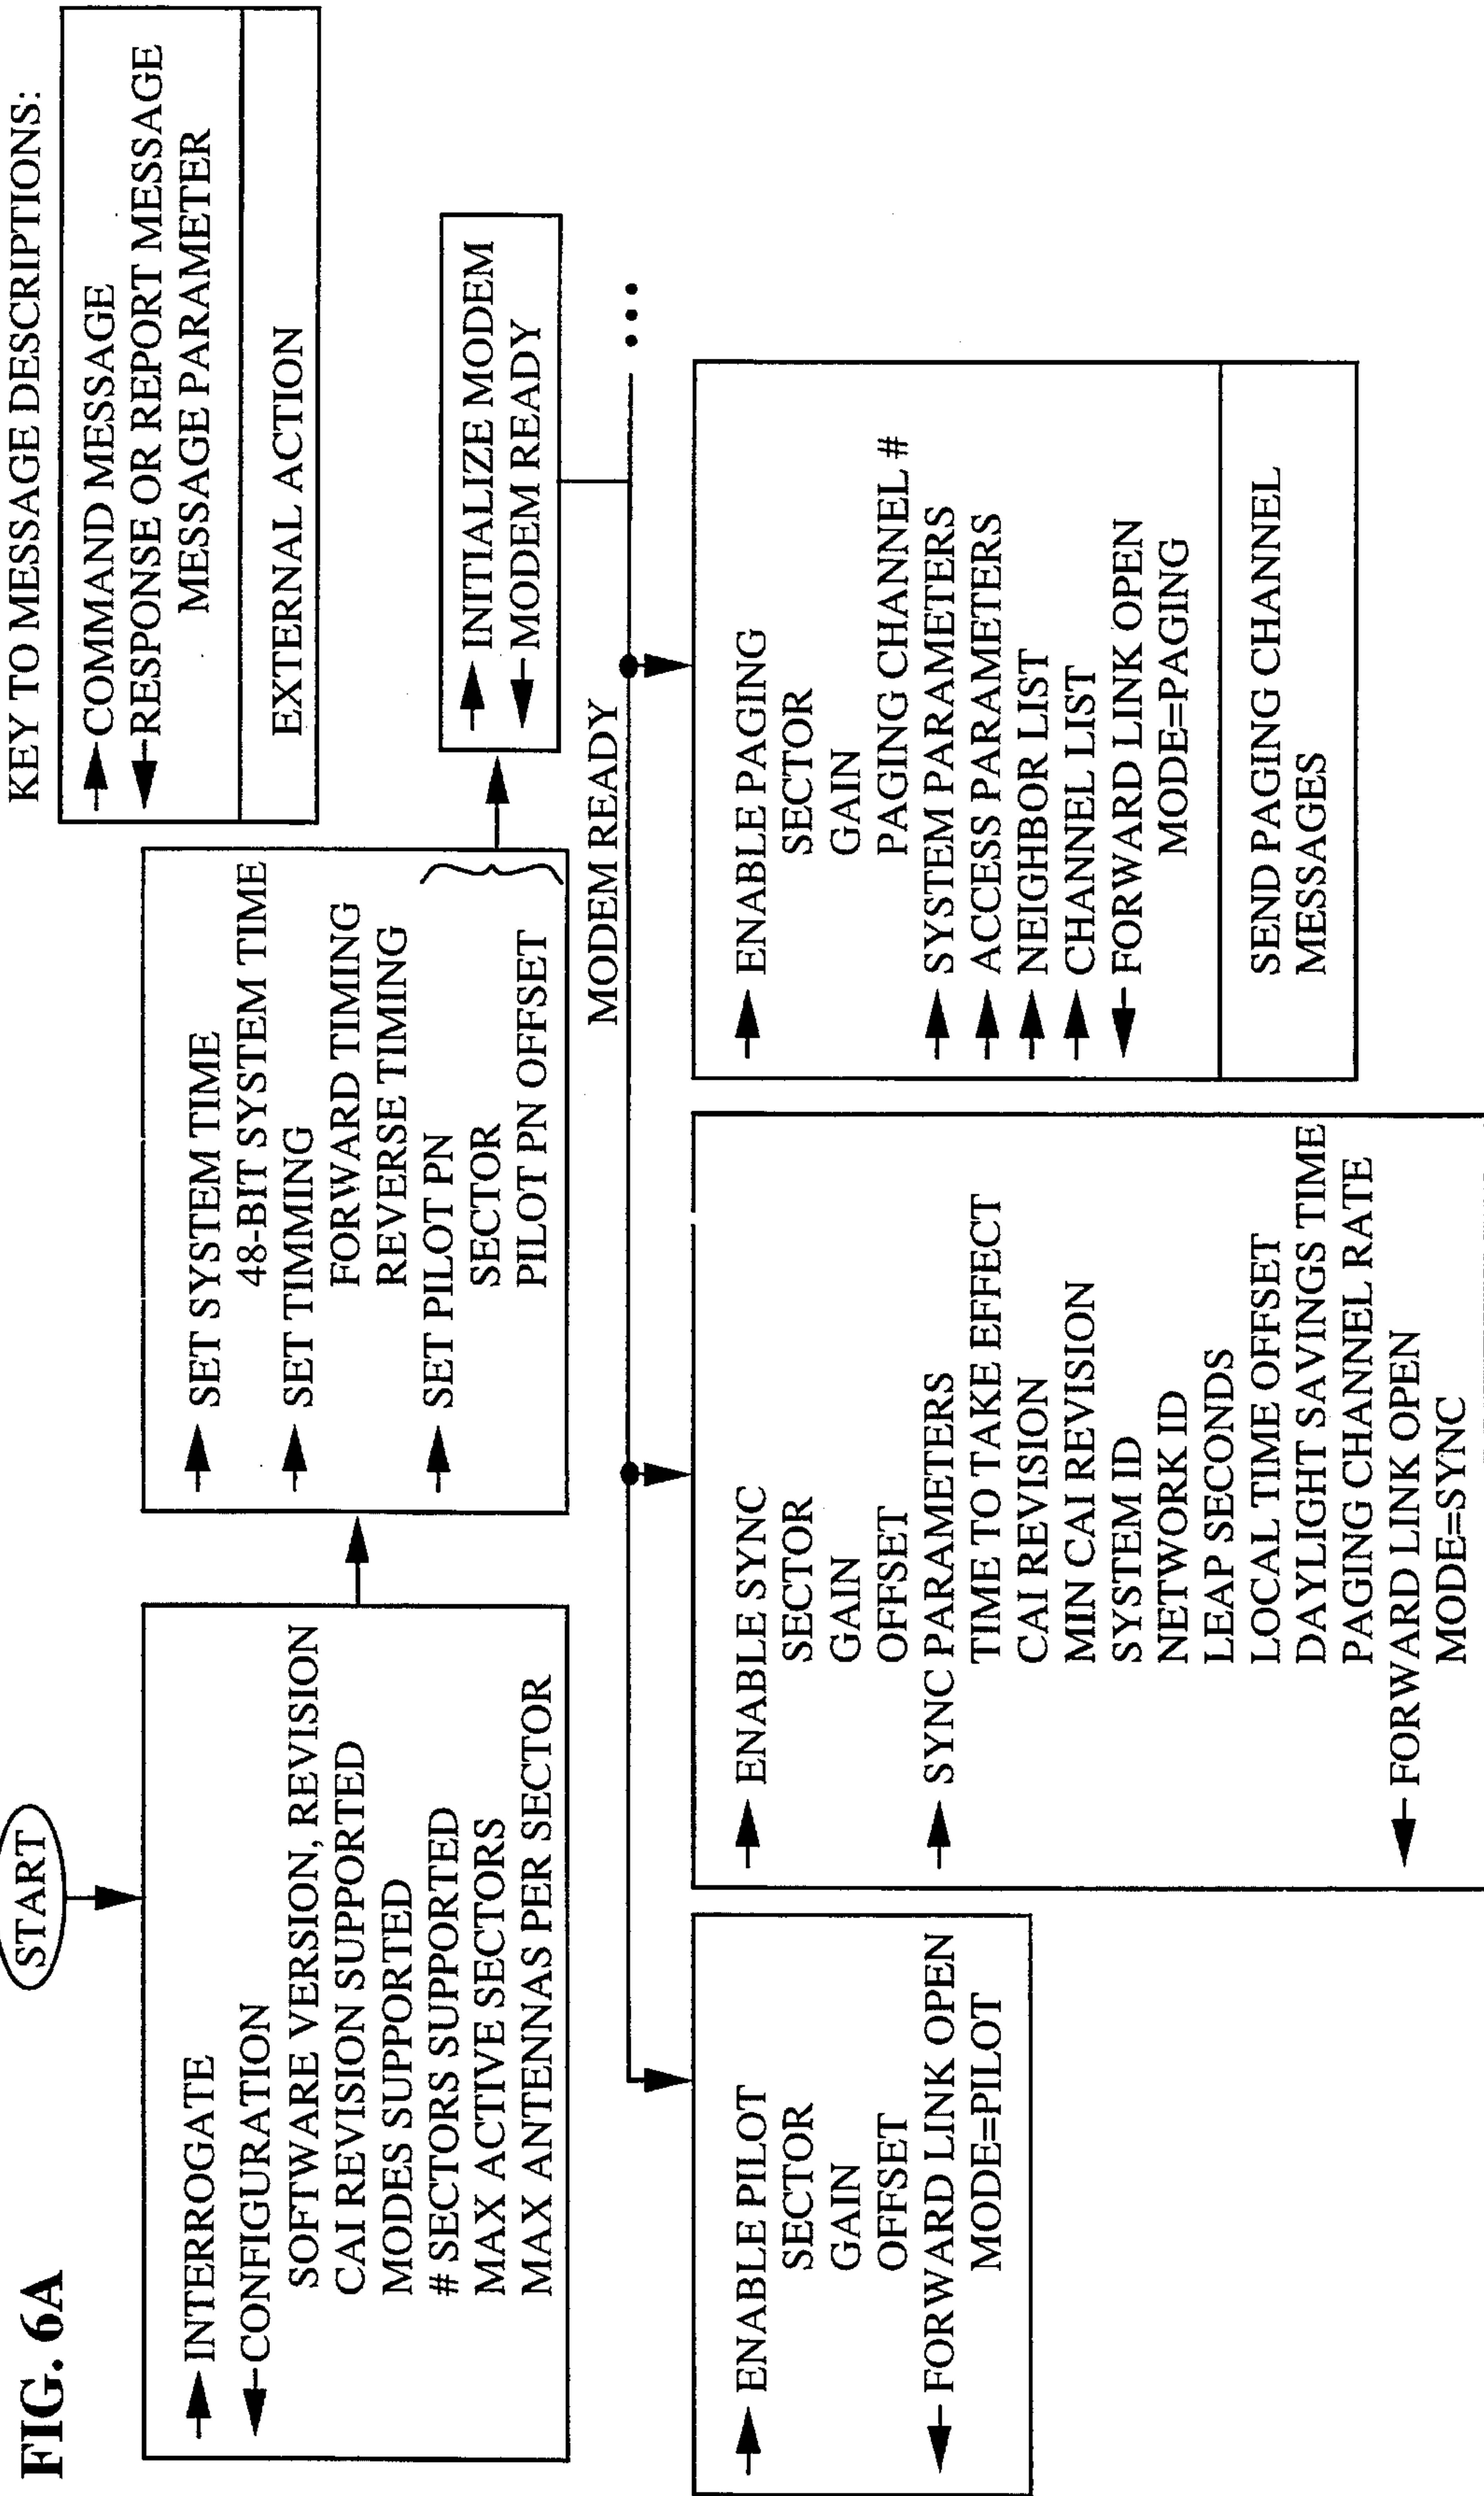 FIG. 6A
START
KEY TO MESSAGE DESCRIPTIONS:
COMMAND MESSAGE
RESPONSE OR REPORT MESSAGE
MESSAGE PARAMETER
EXTERNAL ACTION
INTERROGATE
CONFIGURATION
SOFTWARE VERSION, REVISION
CAI REVISION SUPPORTED
MODES SUPPORTED
# SECTORS SUPPORTED
MAX ACTIVE SECTORS
MAX ANTENNAS PER SECTOR
SET SYSTEM TIME
48-BIT SYSTEM TIME
SET TIMMING
FORWARD TIMING
REVERSE TIMING
SET PILOT PN
SECTOR
PILOT PN OFFSET
INITIALIZE MODEM
MODEM READY
MODEM READY
ENABLE PILOT
SECTOR
GAIN
OFFSET
FORWARD LINK OPEN
MODE=PILOT
ENABLE SYNC
SECTOR
GAIN
OFFSET
SYNC PARAMETERS
TIME TO TAKE EFFECT
CAI REVISION
MIN CAI REVISION
SYSTEM ID
NETWORK ID
LEAP SECONDS
LOCAL TIME OFFSET
DAYLIGHT SAVINGS TIME
PAGING CHANNEL RATE
FORWARD LINK OPEN
MODE=SYNC
ENABLE PAGING
SECTOR
GAIN
PAGING CHANNEL #
SYSTEM PARAMETERS
ACCESS PARAMETERS
NEIGHBOR LIST
CHANNEL LIST
FORWARD LINK OPEN
MODE=PAGING
SEND PAGING CHANNEL
MESSAGES